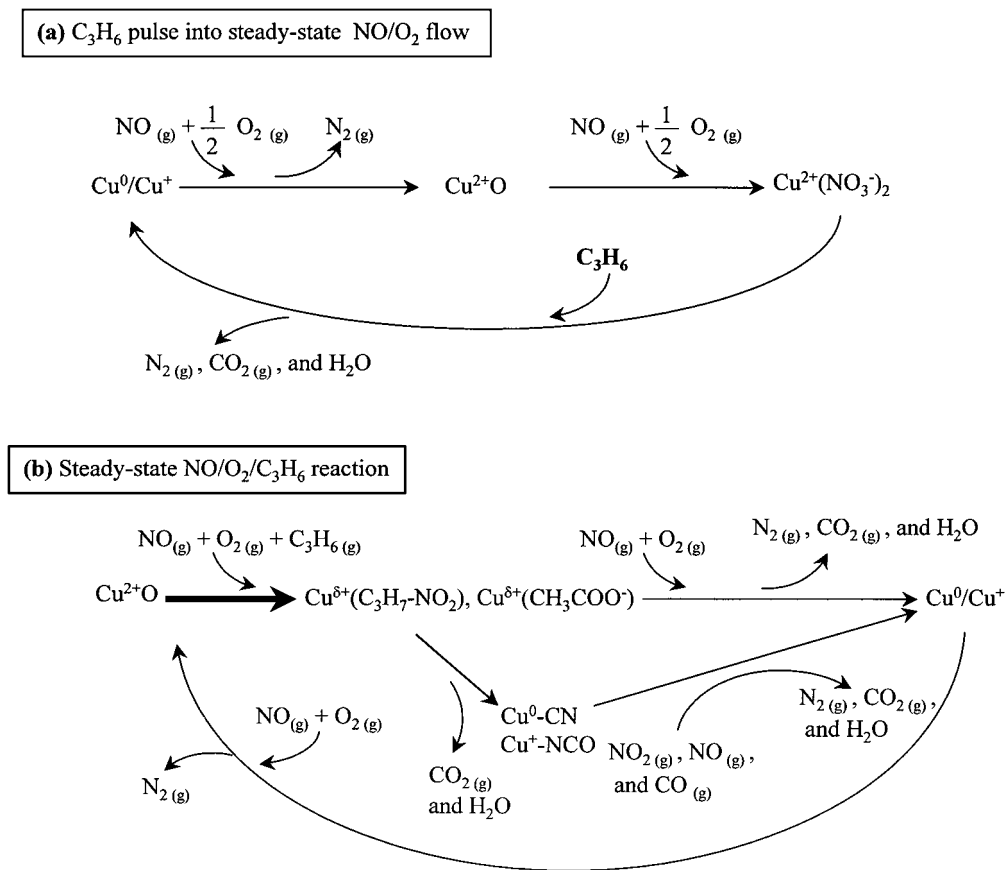 (a) C₃H₆ pulse into steady-state NO/O₂ flow
NO (g) + 1/2 O₂ (g)
N₂ (g)
NO (g) + 1/2 O₂ (g)
Cu⁰/Cu⁺
Cu²⁺O
Cu²⁺(NO₃⁻)₂
C₃H₆
N₂ (g) , CO₂ (g) , and H₂O
(b) Steady-state NO/O₂/C₃H₆ reaction
NO(g) + O₂ (g) + C₃H₆ (g)
NO(g) + O₂(g)
N₂ (g) , CO₂ (g) , and H₂O
Cu²⁺O
Cu^δ+(C₃H₇-NO₂), Cu^δ+(CH₃COO⁻)
Cu⁰/Cu⁺
NO(g) + O₂ (g)
N₂ (g)
CO₂ (g)
and H₂O
Cu⁰-CN
Cu⁺-NCO
NO₂ (g) , NO (g) ,
and CO (g)
N₂ (g) , CO₂ (g) ,
and H₂O